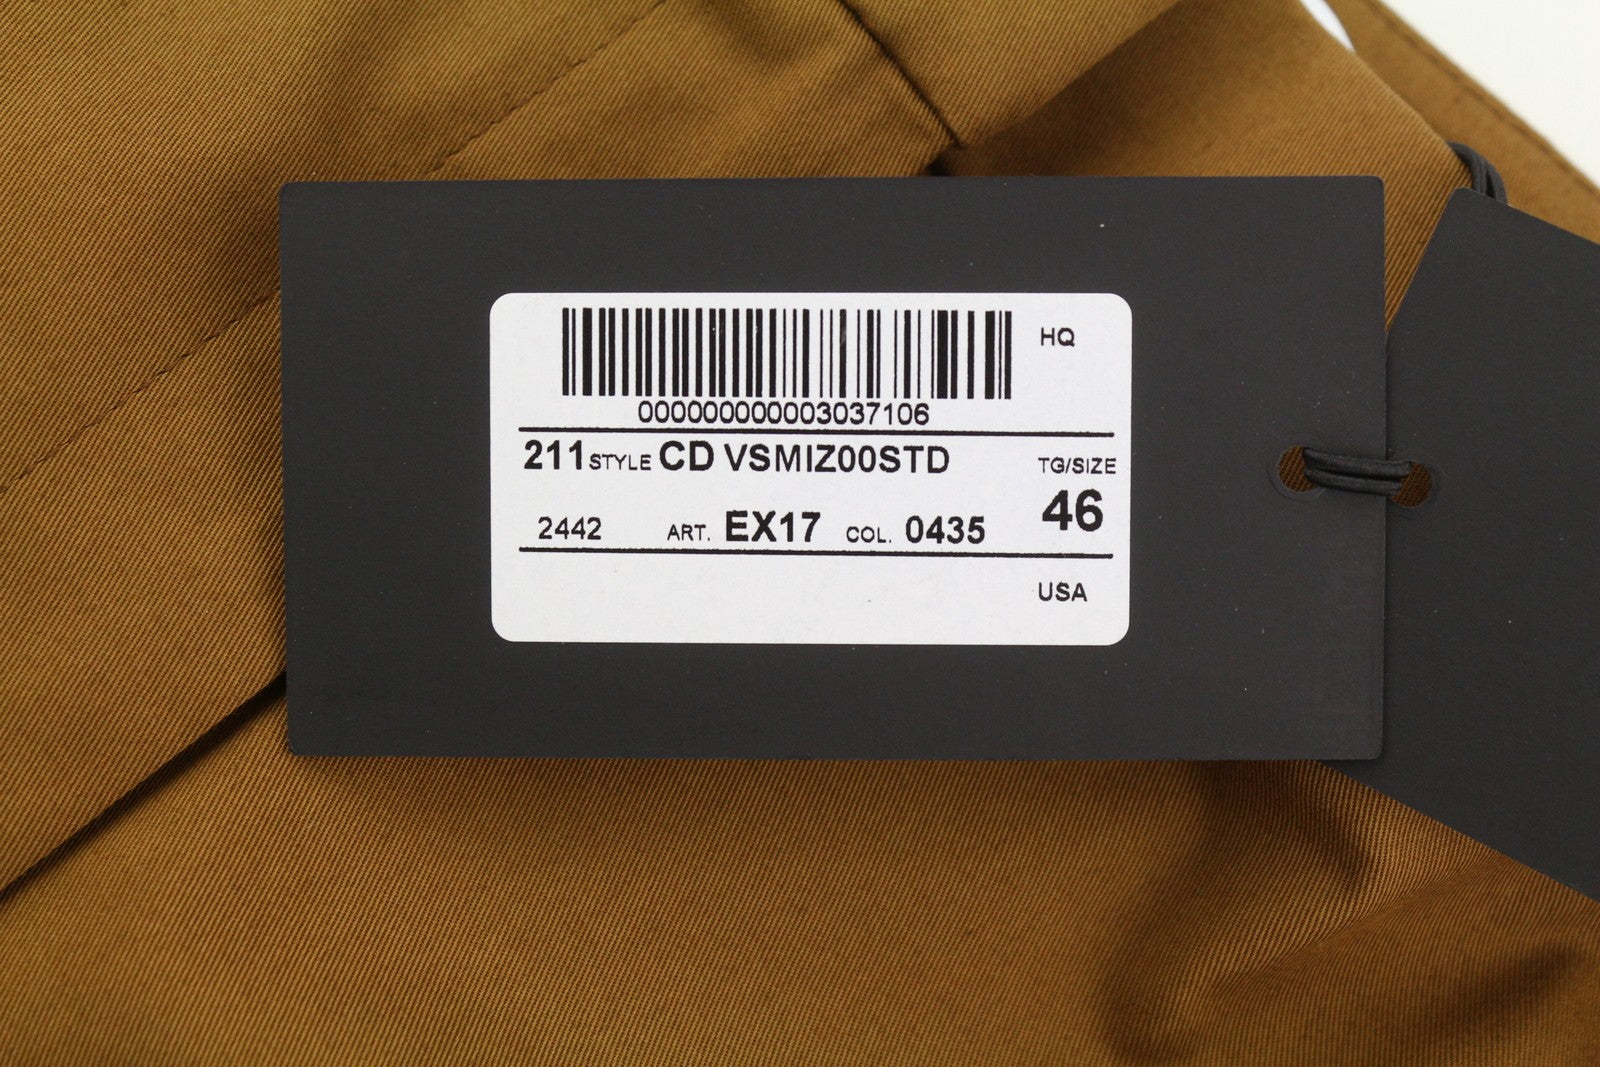 HQ
000000000003037106
211 STYLE CD VSMIZ00STD
TG/SIZE
46
2442 ART. EX17 COL. 0435
USA